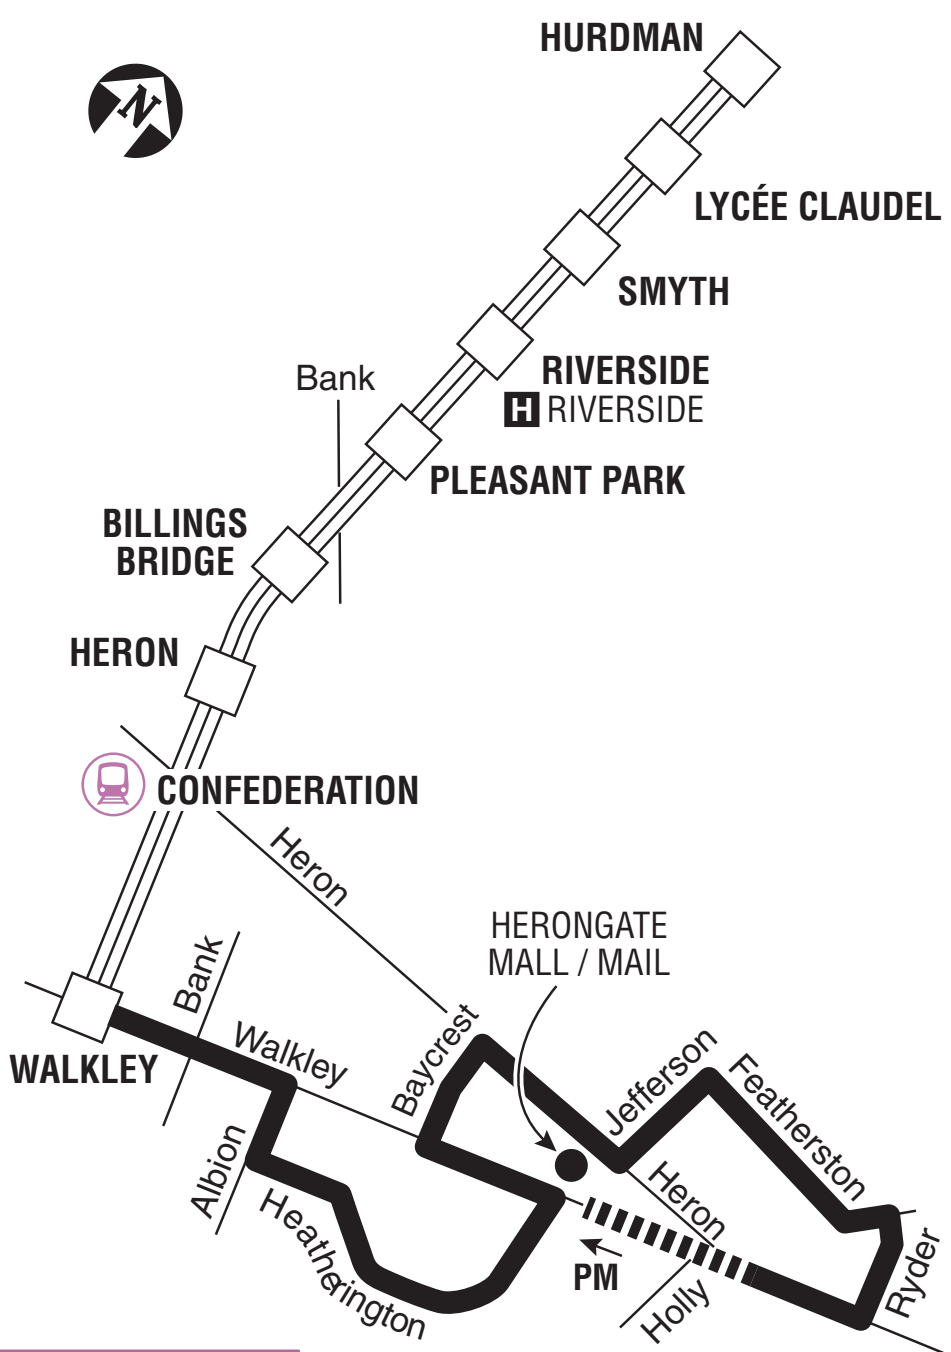 HURDMAN
N
LYCÉE CLAUDEL
SMYTH
RIVERSIDE
H RIVERSIDE
Bank
PLEASANT PARK
BILLINGS
BRIDGE
HERON
CONFEDERATION
Heron
HERONGATE
MALL / MAIL
Bank
Walkley
WALKLEY
Baycrest
Jefferson
Featherston
Albion
Heatherington
Heron
PM
Holly
Ryder